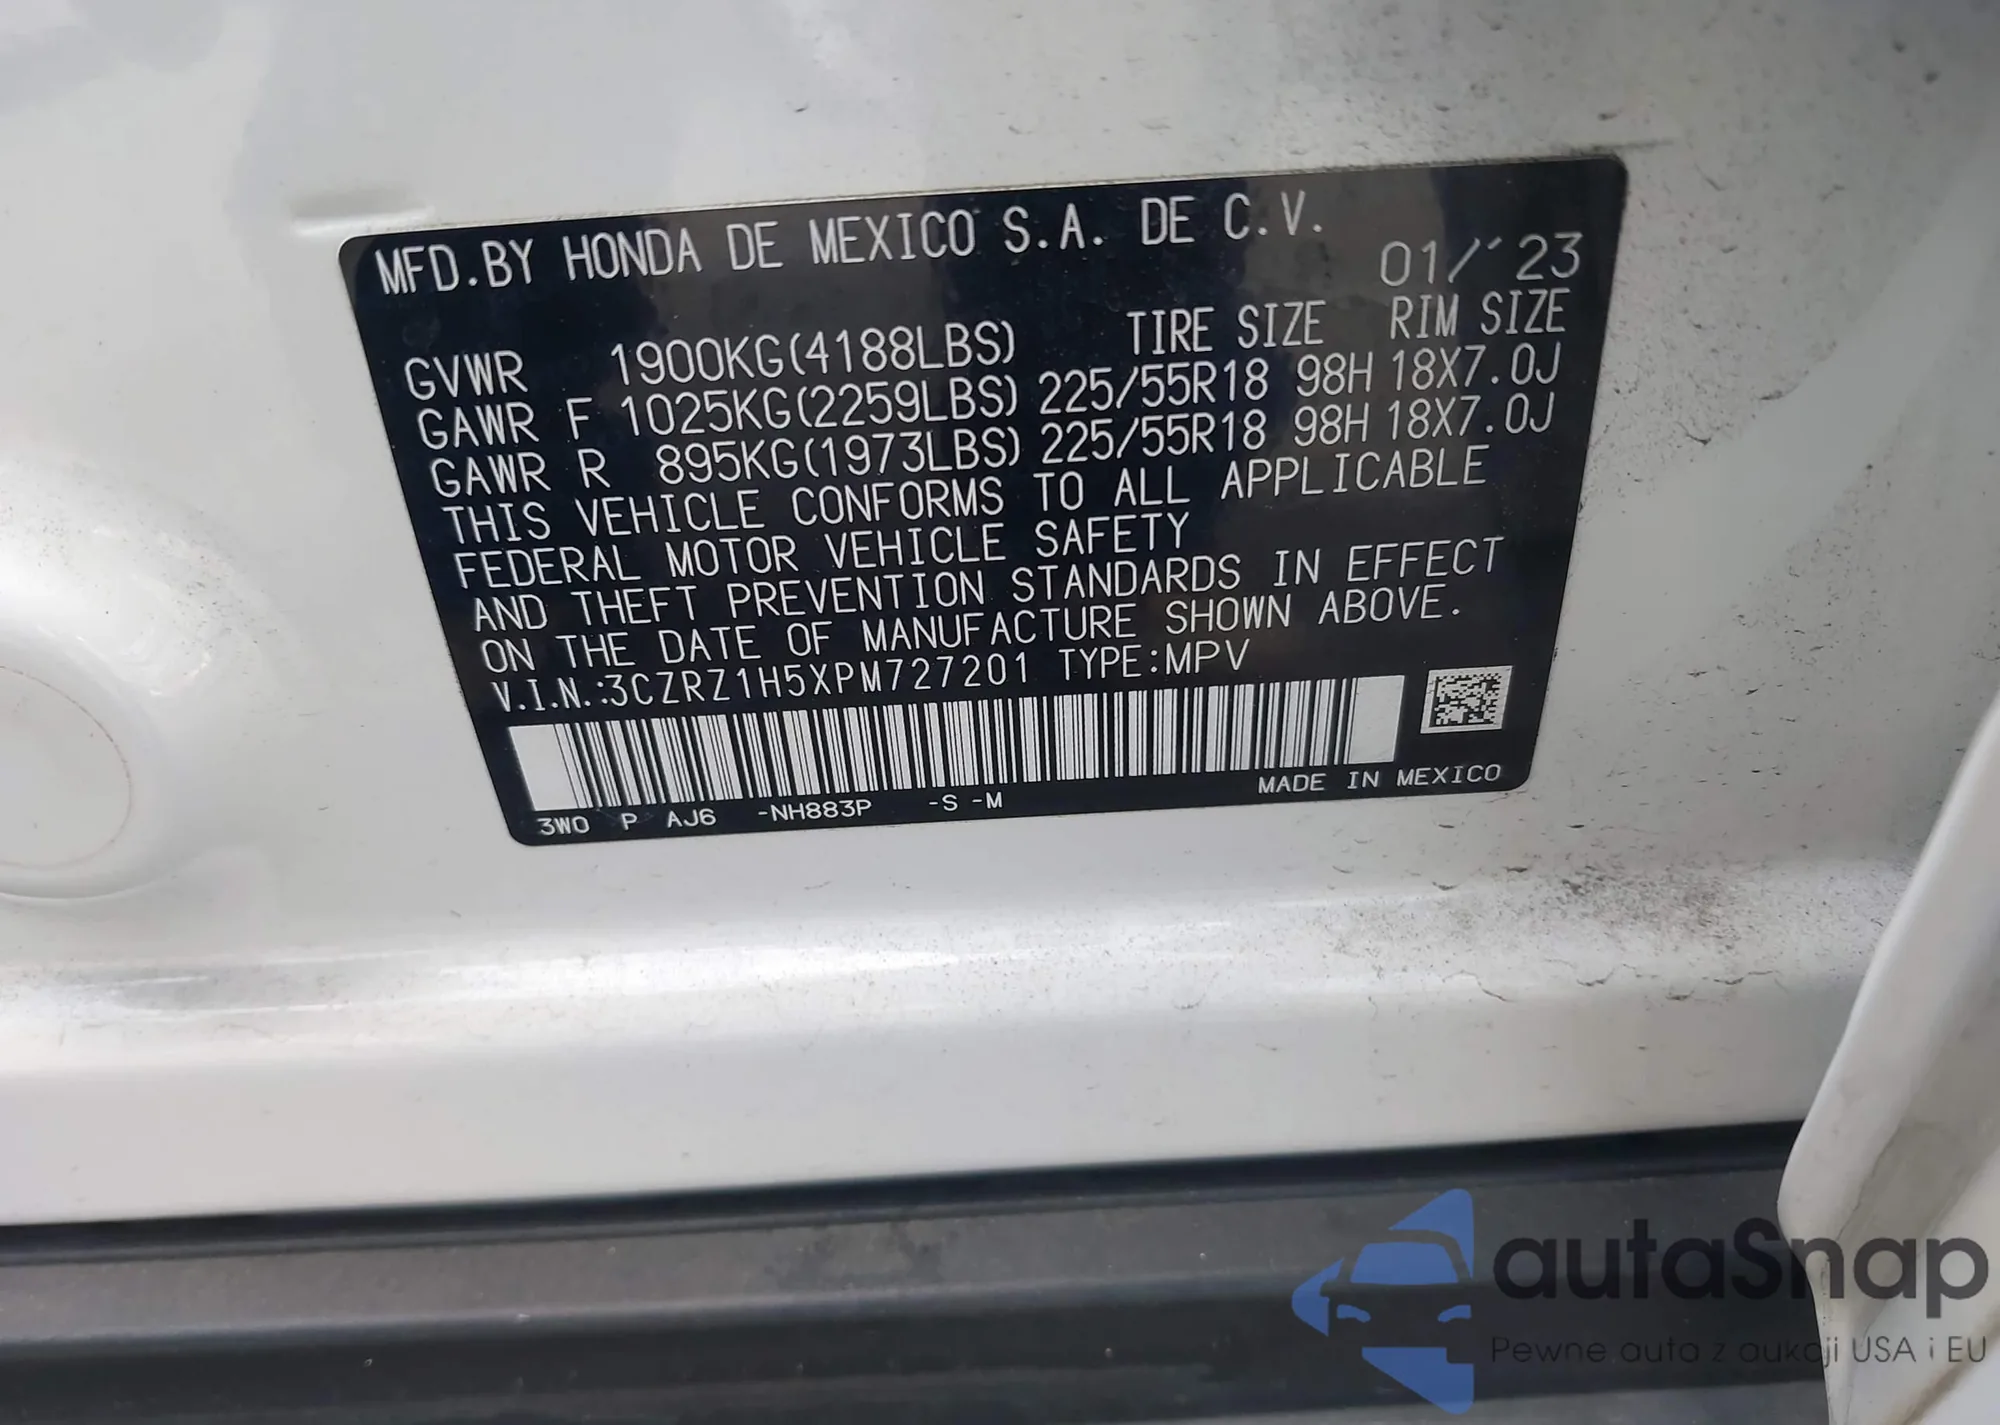 MFD.BY HONDA DE MEXICO S.A. DE C.V.
01/'23
TIRE SIZE RIM SIZE
GVWR 1900KG(4188LBS)
GAWR F 1025KG(2259LBS) 225/55R18 98H 18X7.0J
GAWR R 895KG(1973LBS) 225/55R18 98H 18X7.0J
THIS VEHICLE CONFORMS TO ALL APPLICABLE
FEDERAL MOTOR VEHICLE SAFETY
AND THEFT PREVENTION STANDARDS IN EFFECT
ON THE DATE OF MANUFACTURE SHOWN ABOVE.
V.I.N.:3CZRZ1H5XPM727201 TYPE:MPV
MADE IN MEXICO
3W0 P AJ6 -NH883P -S -M
autaSnap
Pewne auta z aukcji USA i EU